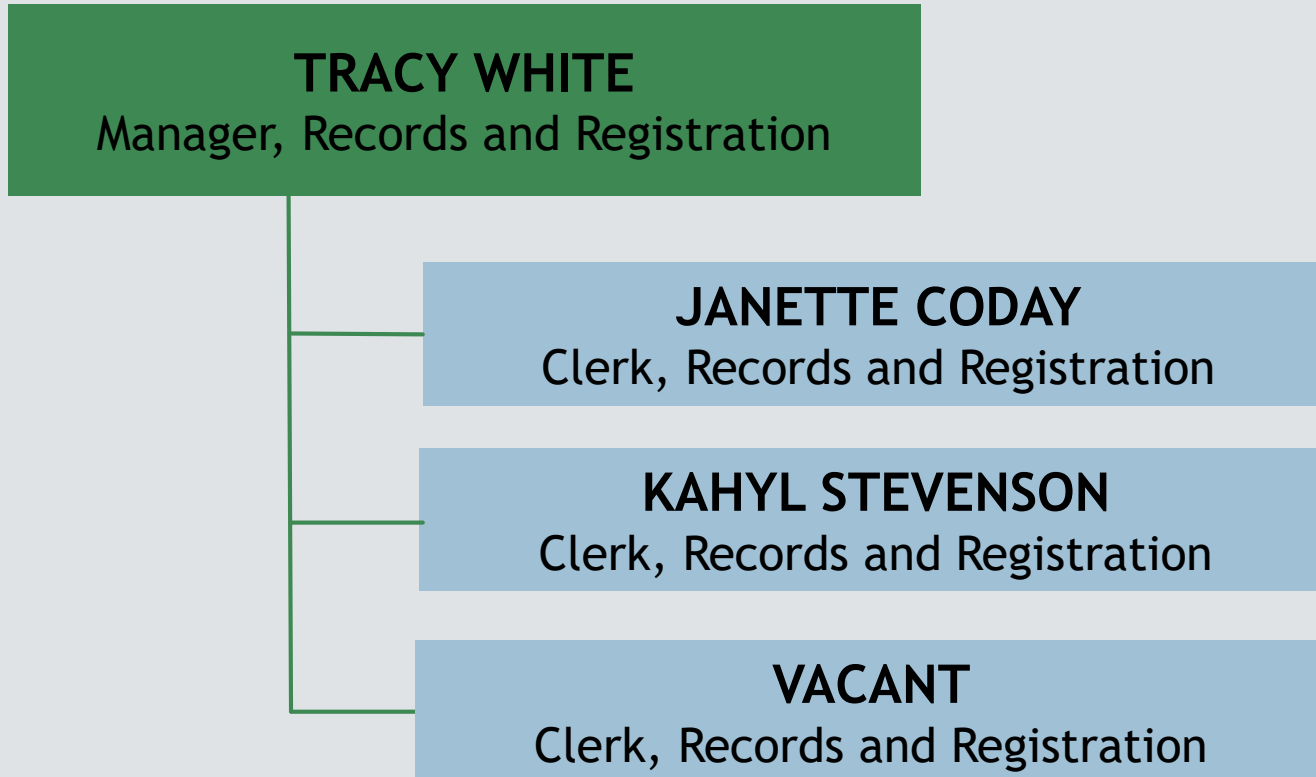 TRACY WHITE
Manager, Records and Registration
JANETTE CODAY
Clerk, Records and Registration
KAHYL STEVENSON
Clerk, Records and Registration
VACANT
Clerk, Records and Registration